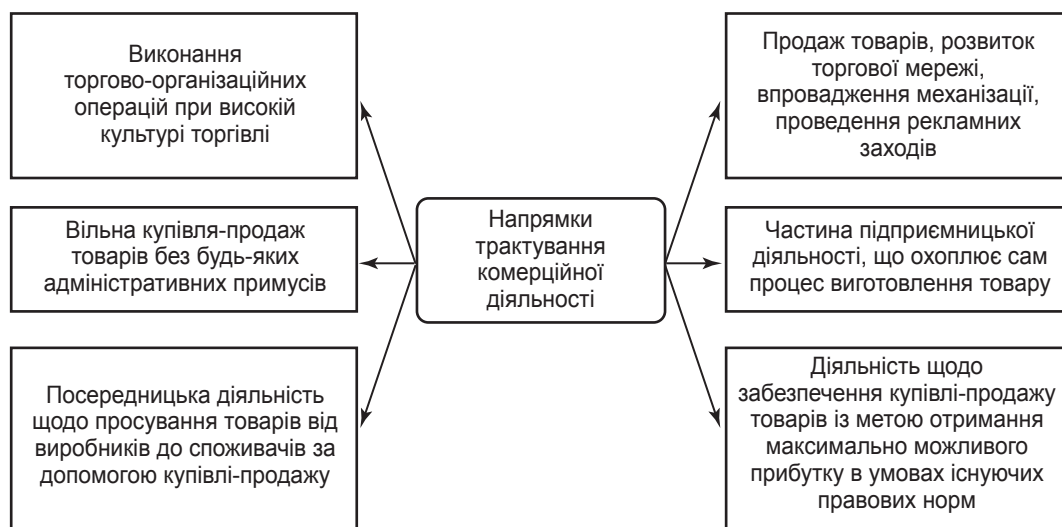 Виконання
торгово-організаційних
операцій при високій
культурі торгівлі
Вільна купівля-продаж
товарів без будь-яких
адміністративних примусів
Посередницька діяльність
щодо просування товарів від
виробників до споживачів за
допомогою купівлі-продажу
Напрямки
трактування
комерційної
діяльності
Продаж товарів, розвиток
торгової мережі,
впровадження механізації,
проведення рекламних
заходів
Частина підприємницької
діяльності, що охоплює сам
процес виготовлення товару
Діяльність щодо
забезпечення купівлі-продажу
товарів із метою отримання
максимально можливого
прибутку в умовах існуючих
правових норм